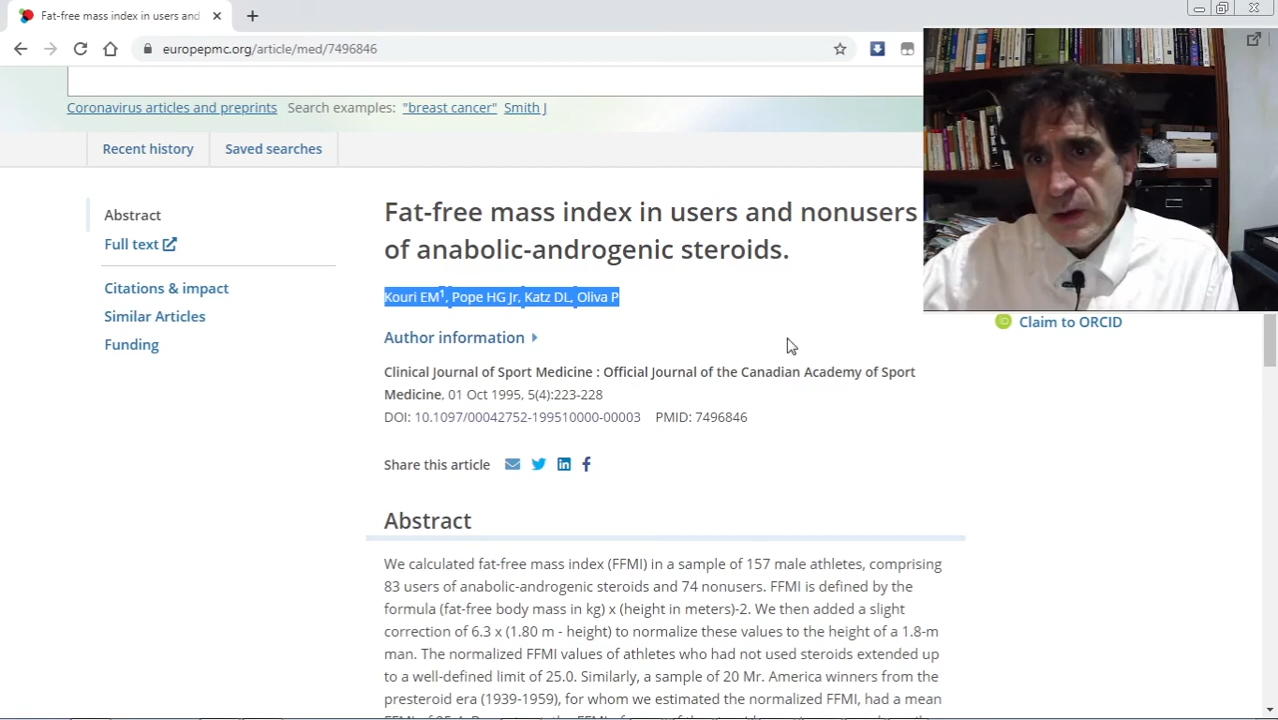 Fat-free mass index in users and
europepmc.org/article/med/7496846
Coronavirus articles and preprints Search examples: "breast cancer" Smith J
Recent history Saved searches
Abstract
Full text
Citations & impact
Similar Articles
Funding
Fat-free mass index in users and nonusers
of anabolic-androgenic steroids.
Kouri EM1, Pope HG Jr, Katz DL, Oliva P
Author information
Claim to ORCID
Clinical Journal of Sport Medicine : Official Journal of the Canadian Academy of Sport
Medicine, 01 Oct 1995, 5(4):223-228
DOI: 10.1097/00042752-199510000-00003 PMID: 7496846
Share this article
Abstract
We calculated fat-free mass index (FFMI) in a sample of 157 male athletes, comprising
83 users of anabolic-androgenic steroids and 74 nonusers. FFMI is defined by the
formula (fat-free body mass in kg) x (height in meters)-2. We then added a slight
correction of 6.3 x (1.80 m - height) to normalize these values to the height of a 1.8-m
man. The normalized FFMI values of athletes who had not used steroids extended up
to a well-defined limit of 25.0. Similarly, a sample of 20 Mr. America winners from the
presteroid era (1939-1959), for whom we estimated the normalized FFMI, had a mean